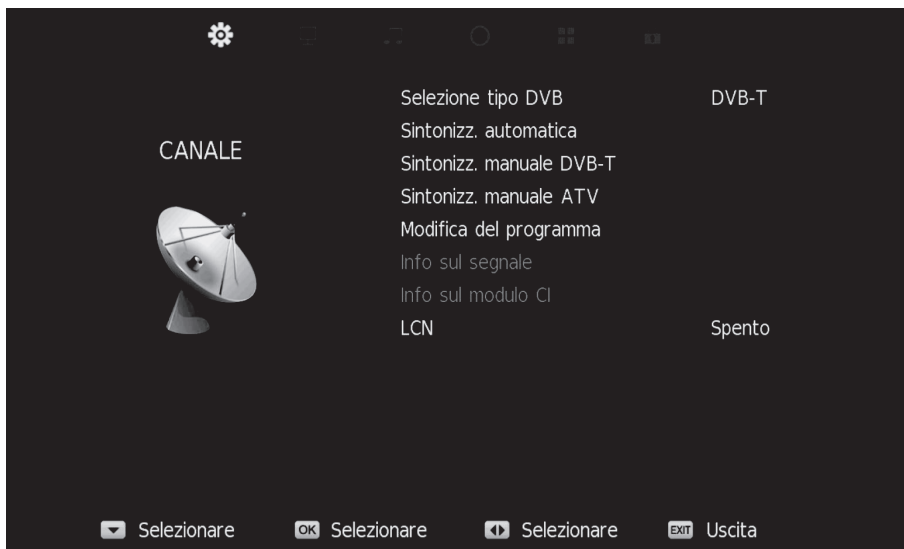 CANALE
Selezione tipo DVB DVB-T
Sintonizz. automatica
Sintonizz. manuale DVB-T
Sintonizz. manuale ATV
Modifica del programma
Info sul segnale
Info sul modulo CI
LCN Spento
Selezionare OK Selezionare Selezionare EXIT Uscita